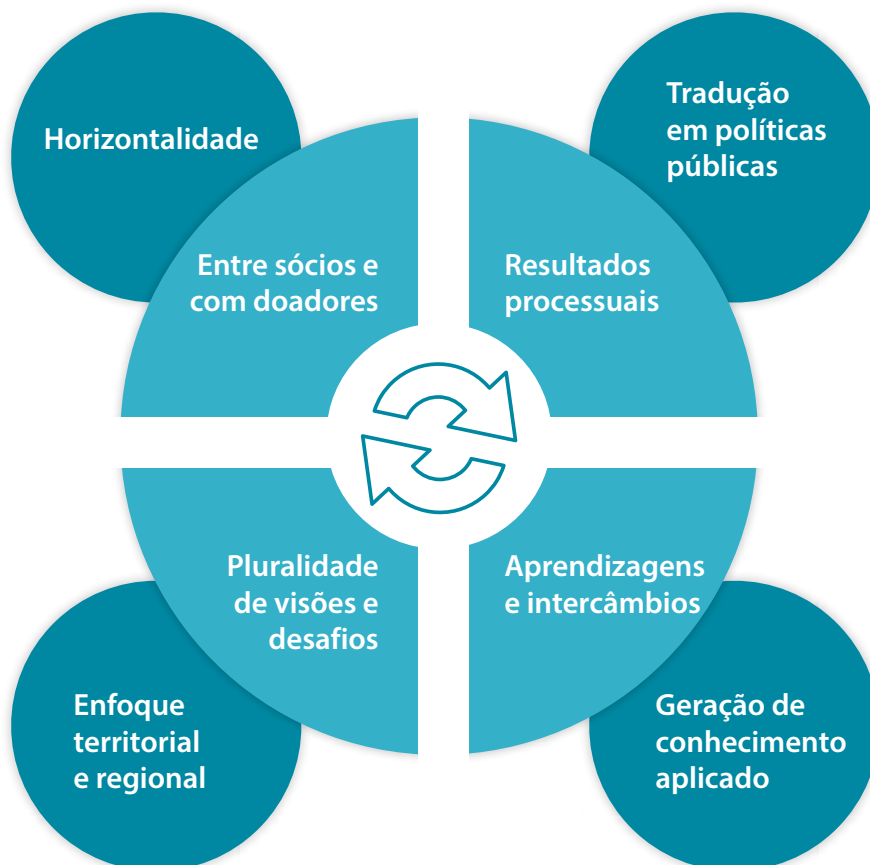 Horizontalidade
Tradução
em políticas
públicas
Entre sócios e
com doadores
Resultados
processuais
Pluralidade
de visões e
desafios
Aprendizagens
e intercâmbios
Enfoque
territorial
e regional
Geração de
conhecimento
aplicado